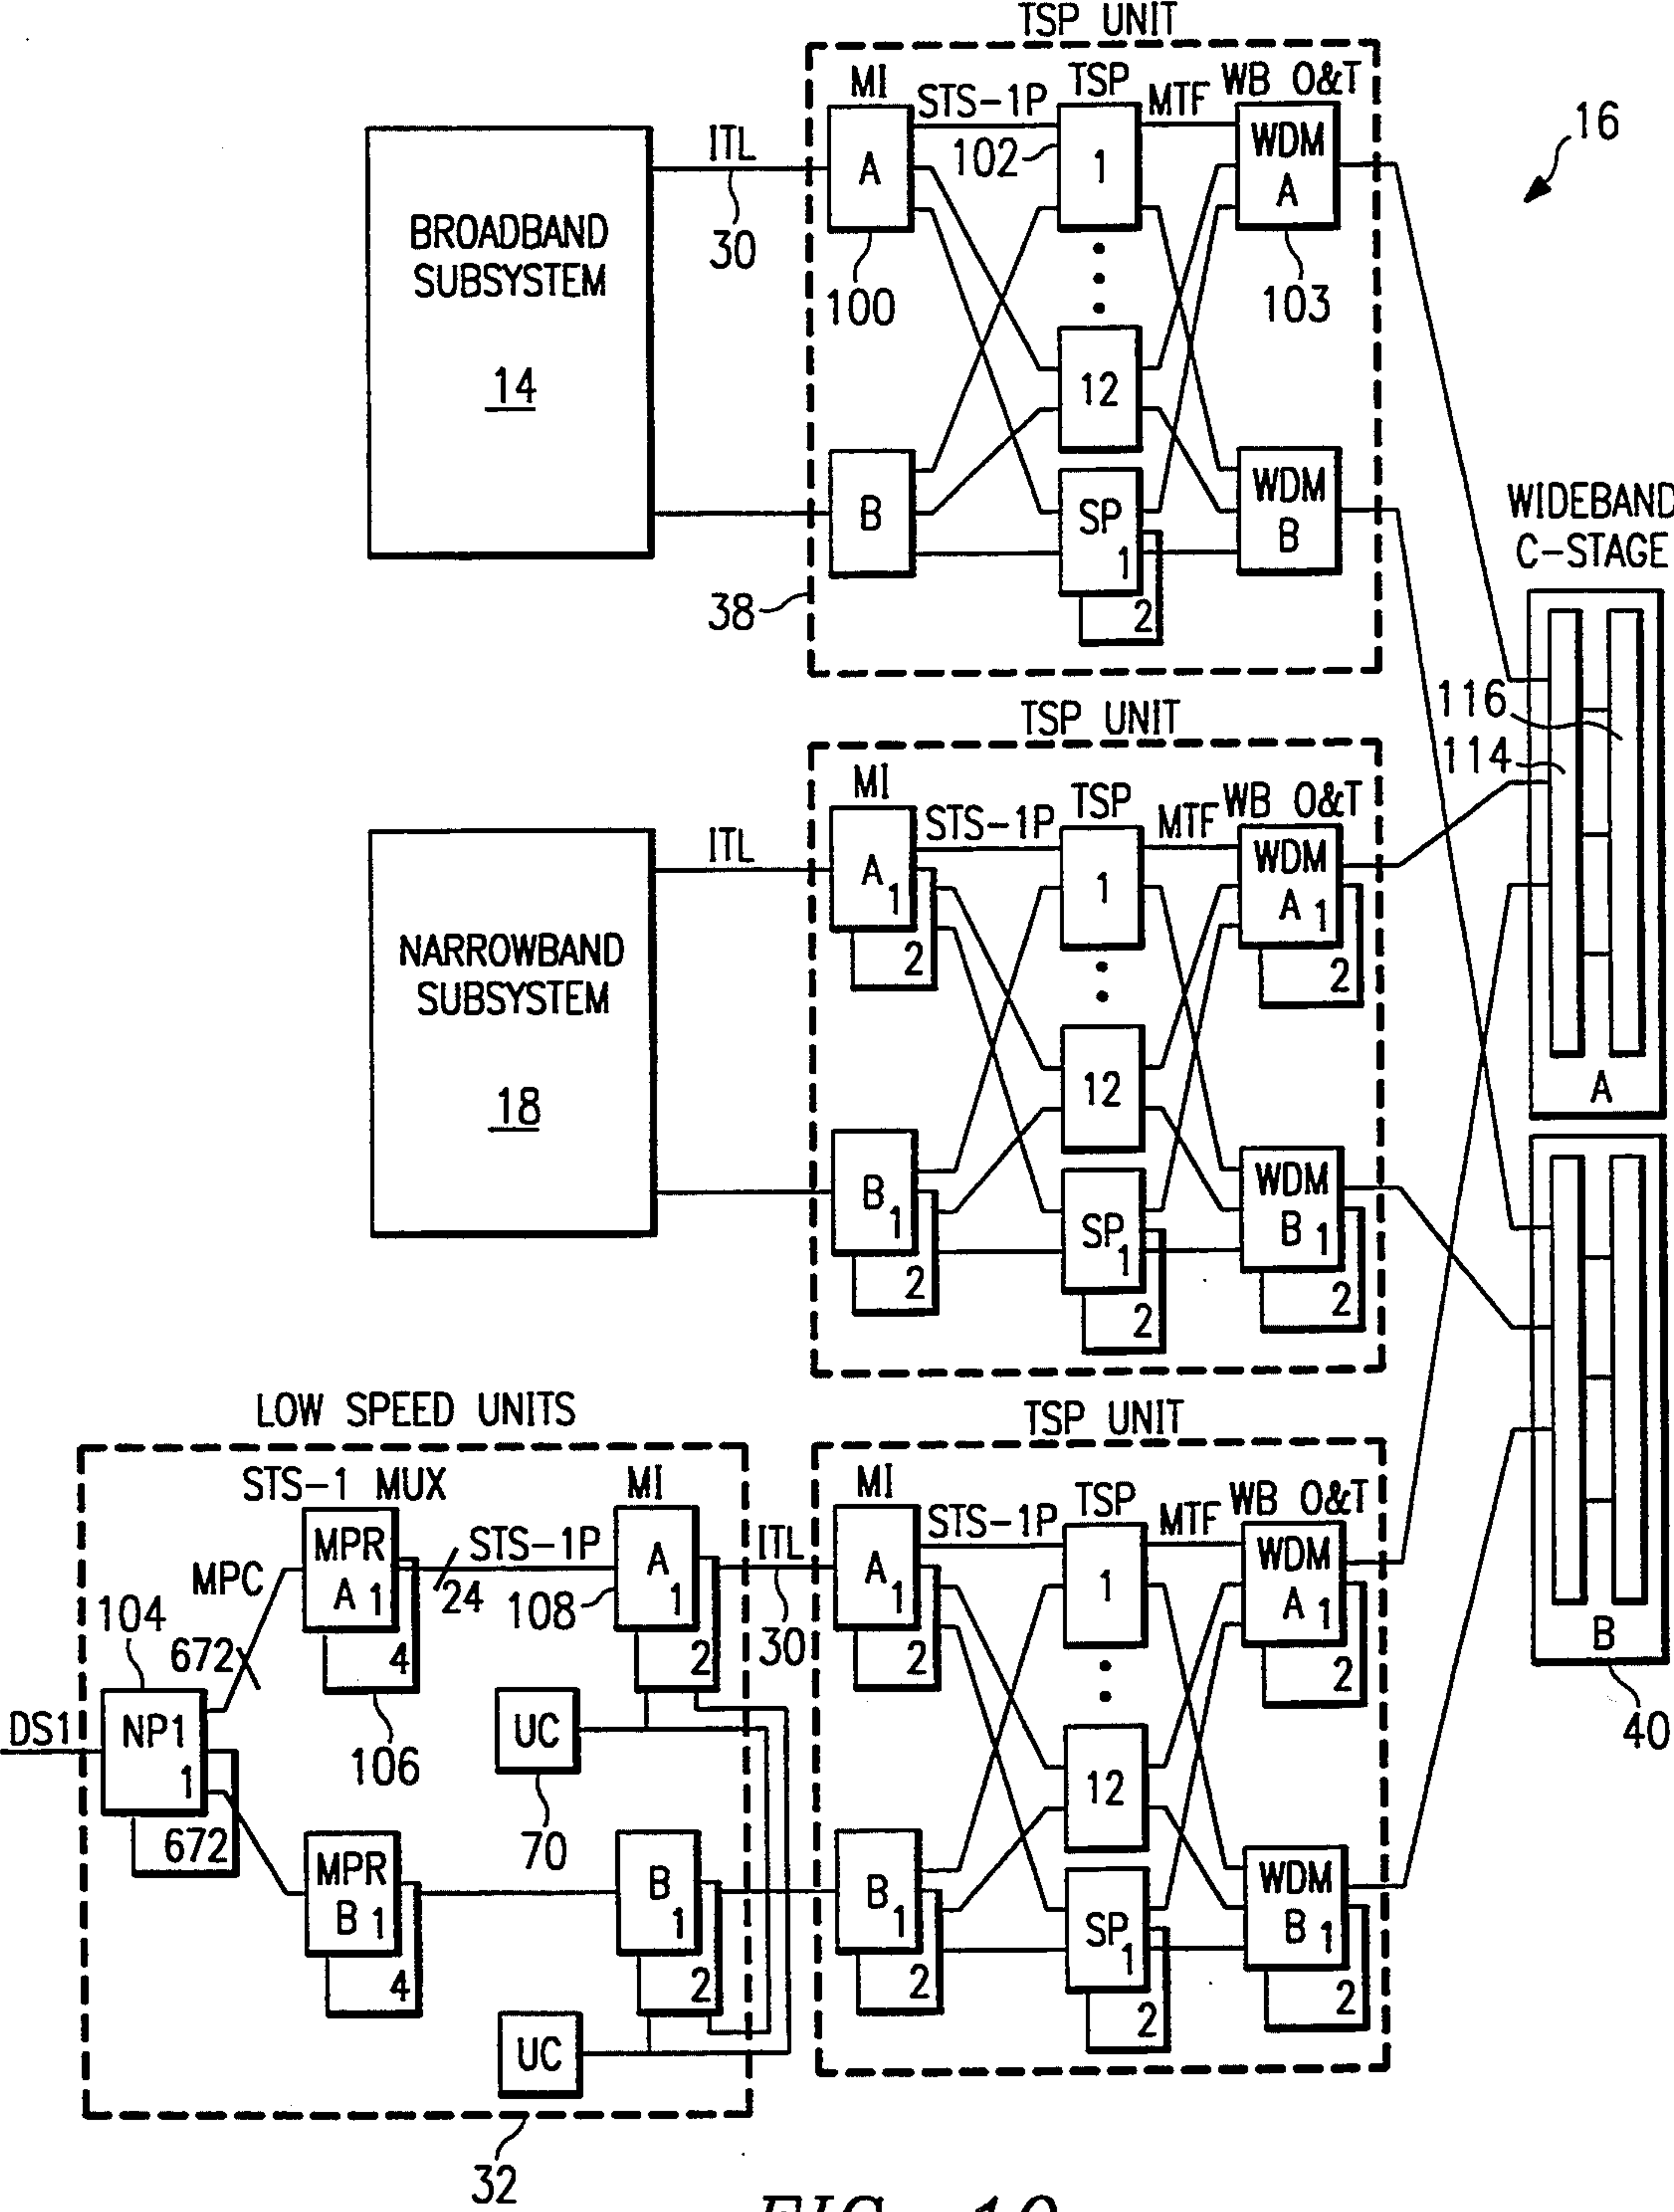 TSP UNIT
MI
STS-1P
TSP
MTF
WB O&T
16
BROADBAND
SUBSYSTEM
14
ITL
30
A
100
102
1
WDM
A
103
12
B
SP
1
2
WDM
B
38
WIDEBAND
C-STAGE
116
114
A
B
40
TSP UNIT
MI
STS-1P
TSP
MTF
WB O&T
NARROWBAND
SUBSYSTEM
18
ITL
A 1
2
1
WDM
A 1
2
12
B 1
2
SP 1
2
WDM
B 1
2
LOW SPEED UNITS
STS-1 MUX
MI
MPC
104
672
DS1
NP1
1
672
MPR
A 1
4
106
STS-1P
24
108
A 1
2
ITL
30
UC
70
MPR
B 1
4
B 1
2
UC
32
TSP UNIT
MI
STS-1P
TSP
MTF
WB O&T
A 1
2
1
WDM
A 1
2
12
B 1
2
SP 1
2
WDM
B 1
2